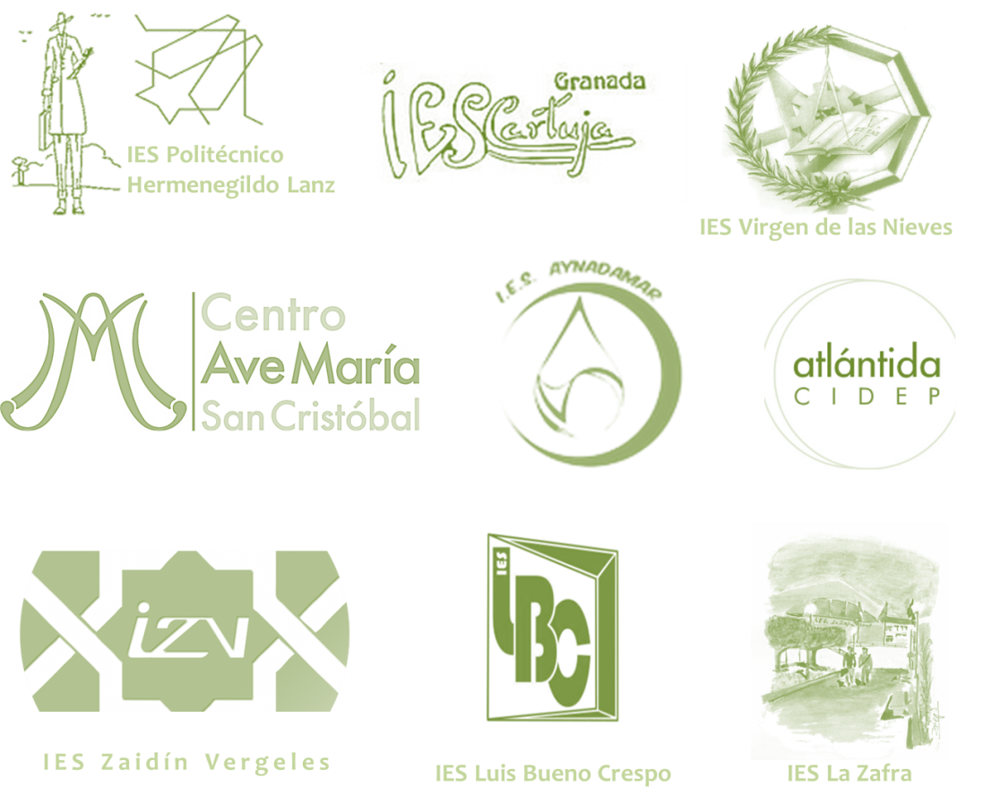 IES Politécnico
Hermenegildo Lanz
Granada
IES Cartuja
IES Virgen de las Nieves
Centro
Ave María
San Cristóbal
I.E.S. AYNADAMAR
atlántida
CIDEP
izv
IES Zaidín Vergeles
IES
LBC
IES Luis Bueno Crespo
IES La Zafra